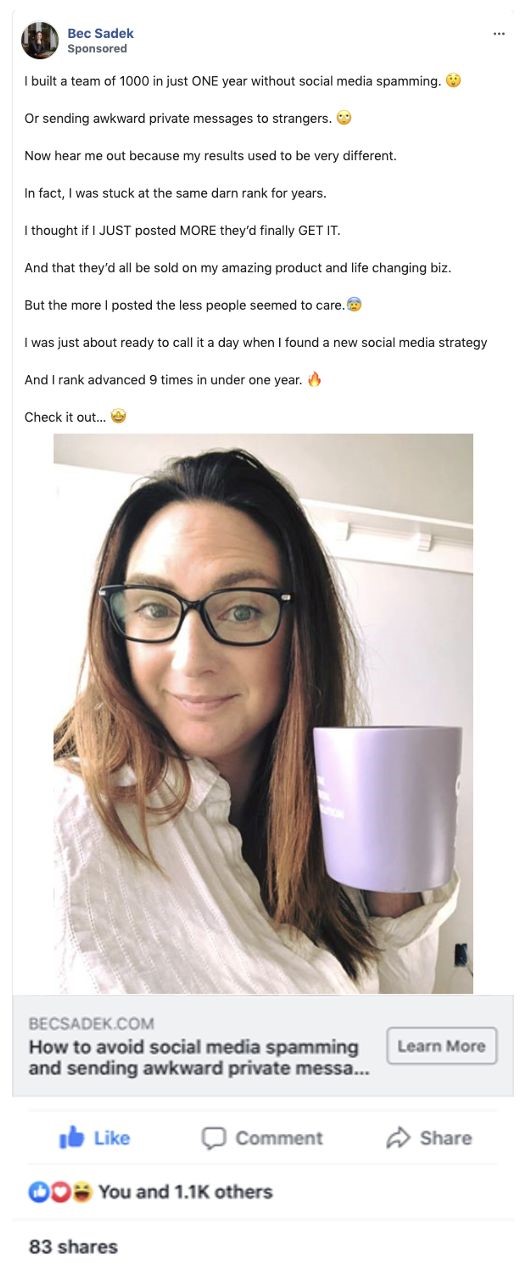 Bec Sadek
Sponsored
I built a team of 1000 in just ONE year without social media spamming. 😲
Or sending awkward private messages to strangers. 🙄
Now hear me out because my results used to be very different.
In fact, I was stuck at the same darn rank for years.
I thought if I JUST posted MORE they'd finally GET IT.
And that they'd all be sold on my amazing product and life changing biz.
But the more I posted the less people seemed to care.😰
I was just about ready to call it a day when I found a new social media strategy
And I rank advanced 9 times in under one year. 🔥
Check it out... 🤩
BECSADEK.COM
How to avoid social media spamming
and sending awkward private messa...
Learn More
Like
Comment
Share
You and 1.1K others
83 shares